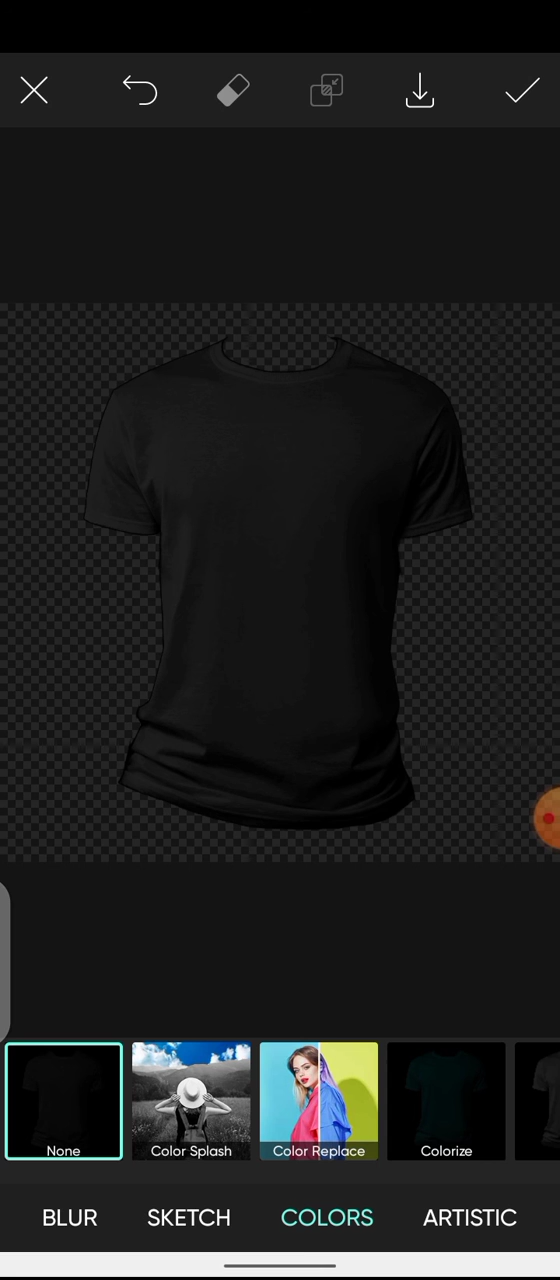 None
Color Splash
Color Replace
Colorize
BLUR
SKETCH
COLORS
ARTISTIC